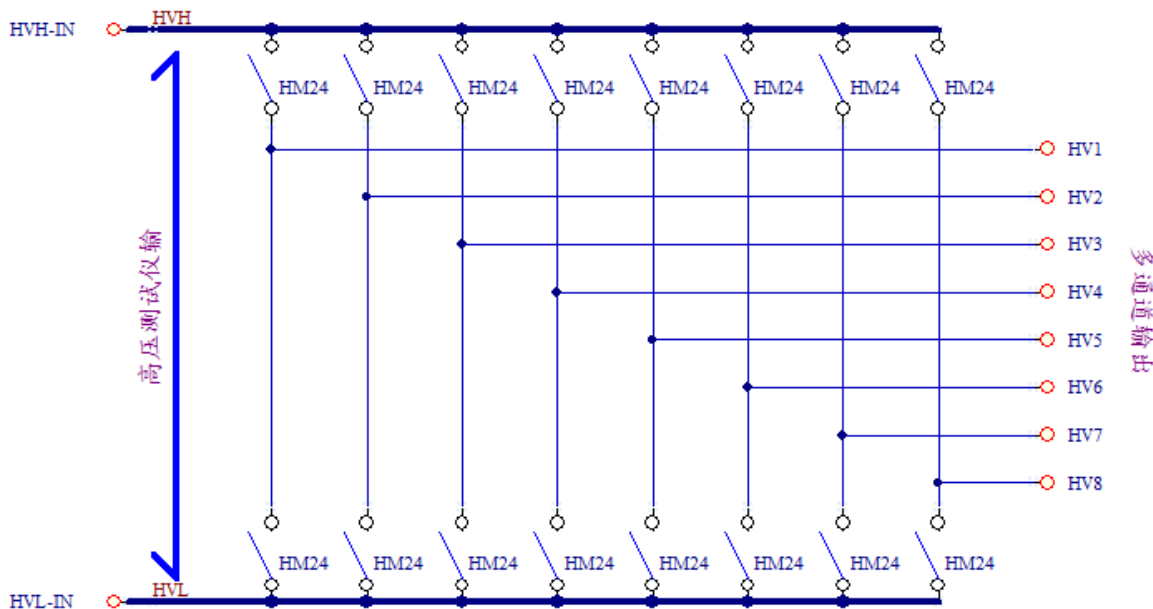 HVH-IN
HVH
HM24 HM24 HM24 HM24 HM24 HM24 HM24 HM24
HV1
HV2
HV3
HV4
HV5
HV6
HV7
HV8
高压测试仪输
多通道输出
HM24 HM24 HM24 HM24 HM24 HM24 HM24 HM24
HVL
HVL-IN